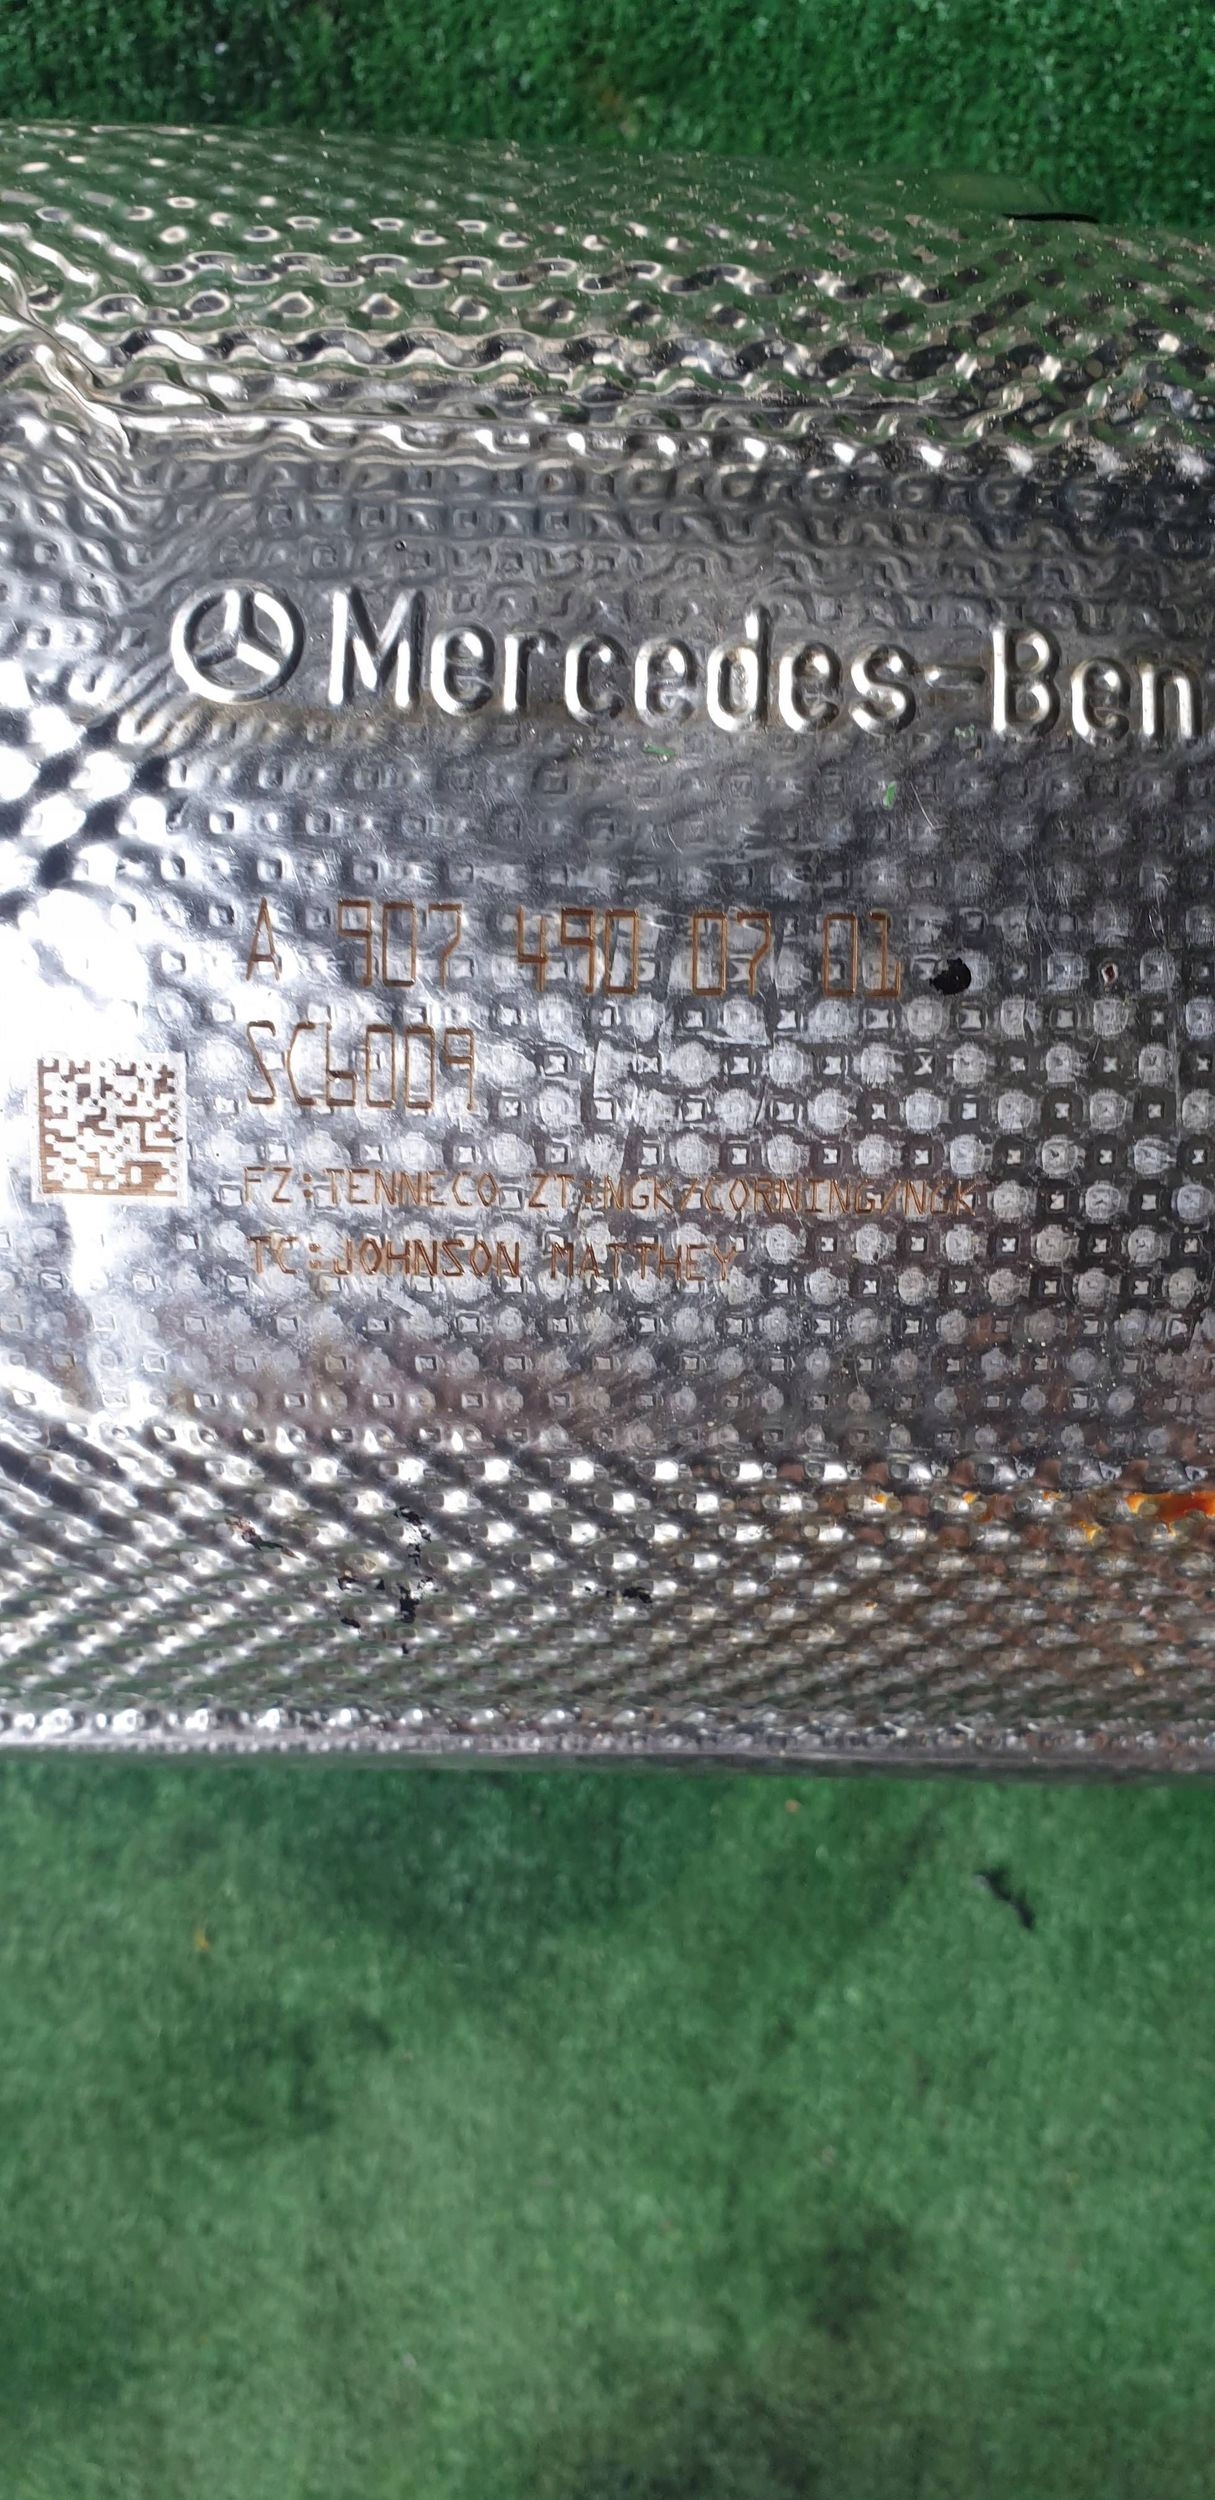 Mercedes-Ben
A 907 490 07 01
SC6009
FZ:TENNECO ZT:NGK/CORNING/NGK
TC:JOHNSON MATTHEY